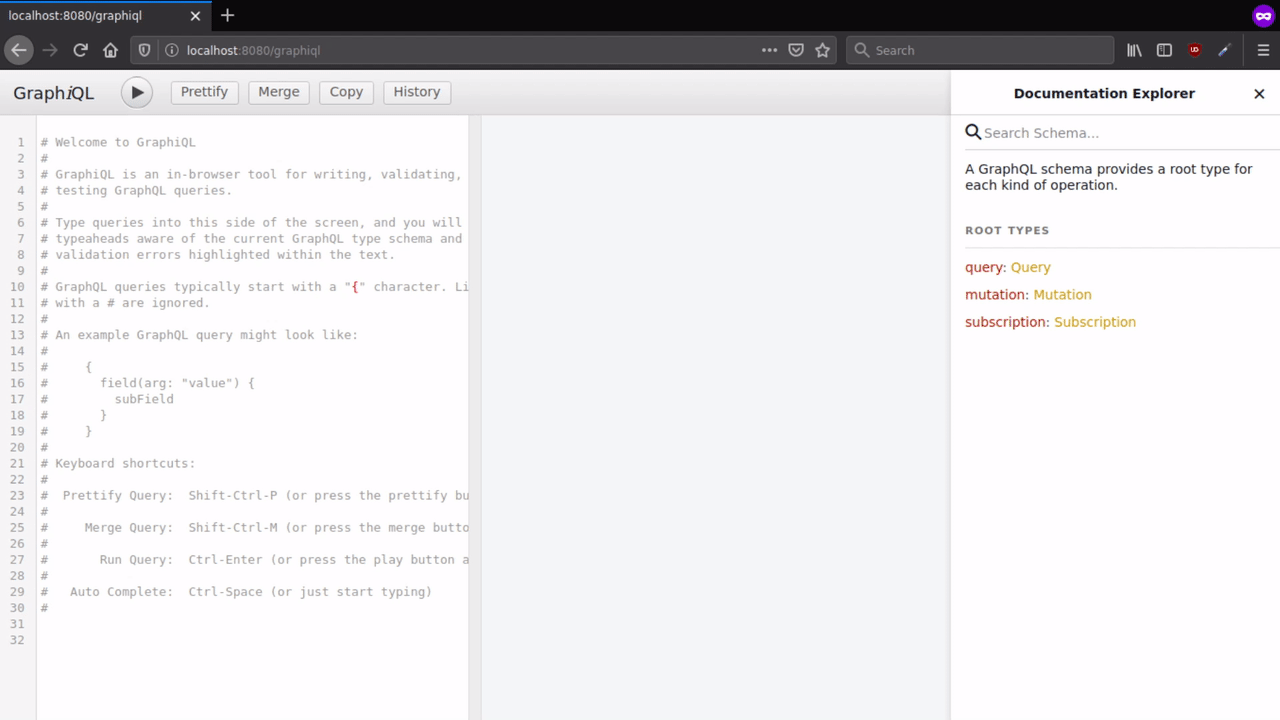 localhost:8080/graphiql
localhost:8080/graphiql
Search
GraphiQL
Prettify
Merge
Copy
History
1 # Welcome to GraphiQL
2 #
3 # GraphiQL is an in-browser tool for writing, validating,
4 # testing GraphQL queries.
5 #
6 # Type queries into this side of the screen, and you will
7 # typeaheads aware of the current GraphQL type schema and
8 # validation errors highlighted within the text.
9 #
10 # GraphQL queries typically start with a "{" character. Li
11 # with a # are ignored.
12 #
13 # An example GraphQL query might look like:
14 #
15 #     {
16 #       field(arg: "value") {
17 #         subField
18 #       }
19 #     }
20 #
21 # Keyboard shortcuts:
22 #
23 #  Prettify Query:  Shift-Ctrl-P (or press the prettify bu
24 #
25 #     Merge Query:  Shift-Ctrl-M (or press the merge butto
26 #
27 #       Run Query:  Ctrl-Enter (or press the play button a
28 #
29 #   Auto Complete:  Ctrl-Space (or just start typing)
30 #
31
32
Documentation Explorer
Search Schema...
A GraphQL schema provides a root type for
each kind of operation.
ROOT TYPES
query: Query
mutation: Mutation
subscription: Subscription